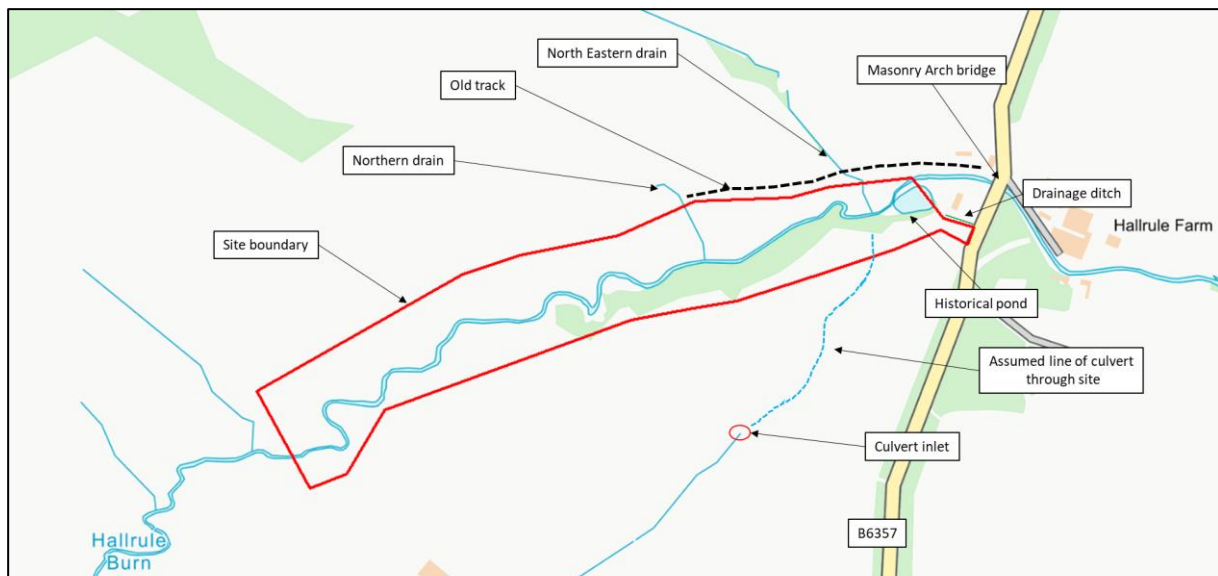 North Eastern drain
Masonry Arch bridge
Old track
Northern drain
Drainage ditch
Hallrule Farm
Site boundary
Historical pond
Assumed line of culvert
through site
Culvert inlet
B6357
Hallrule
Burn